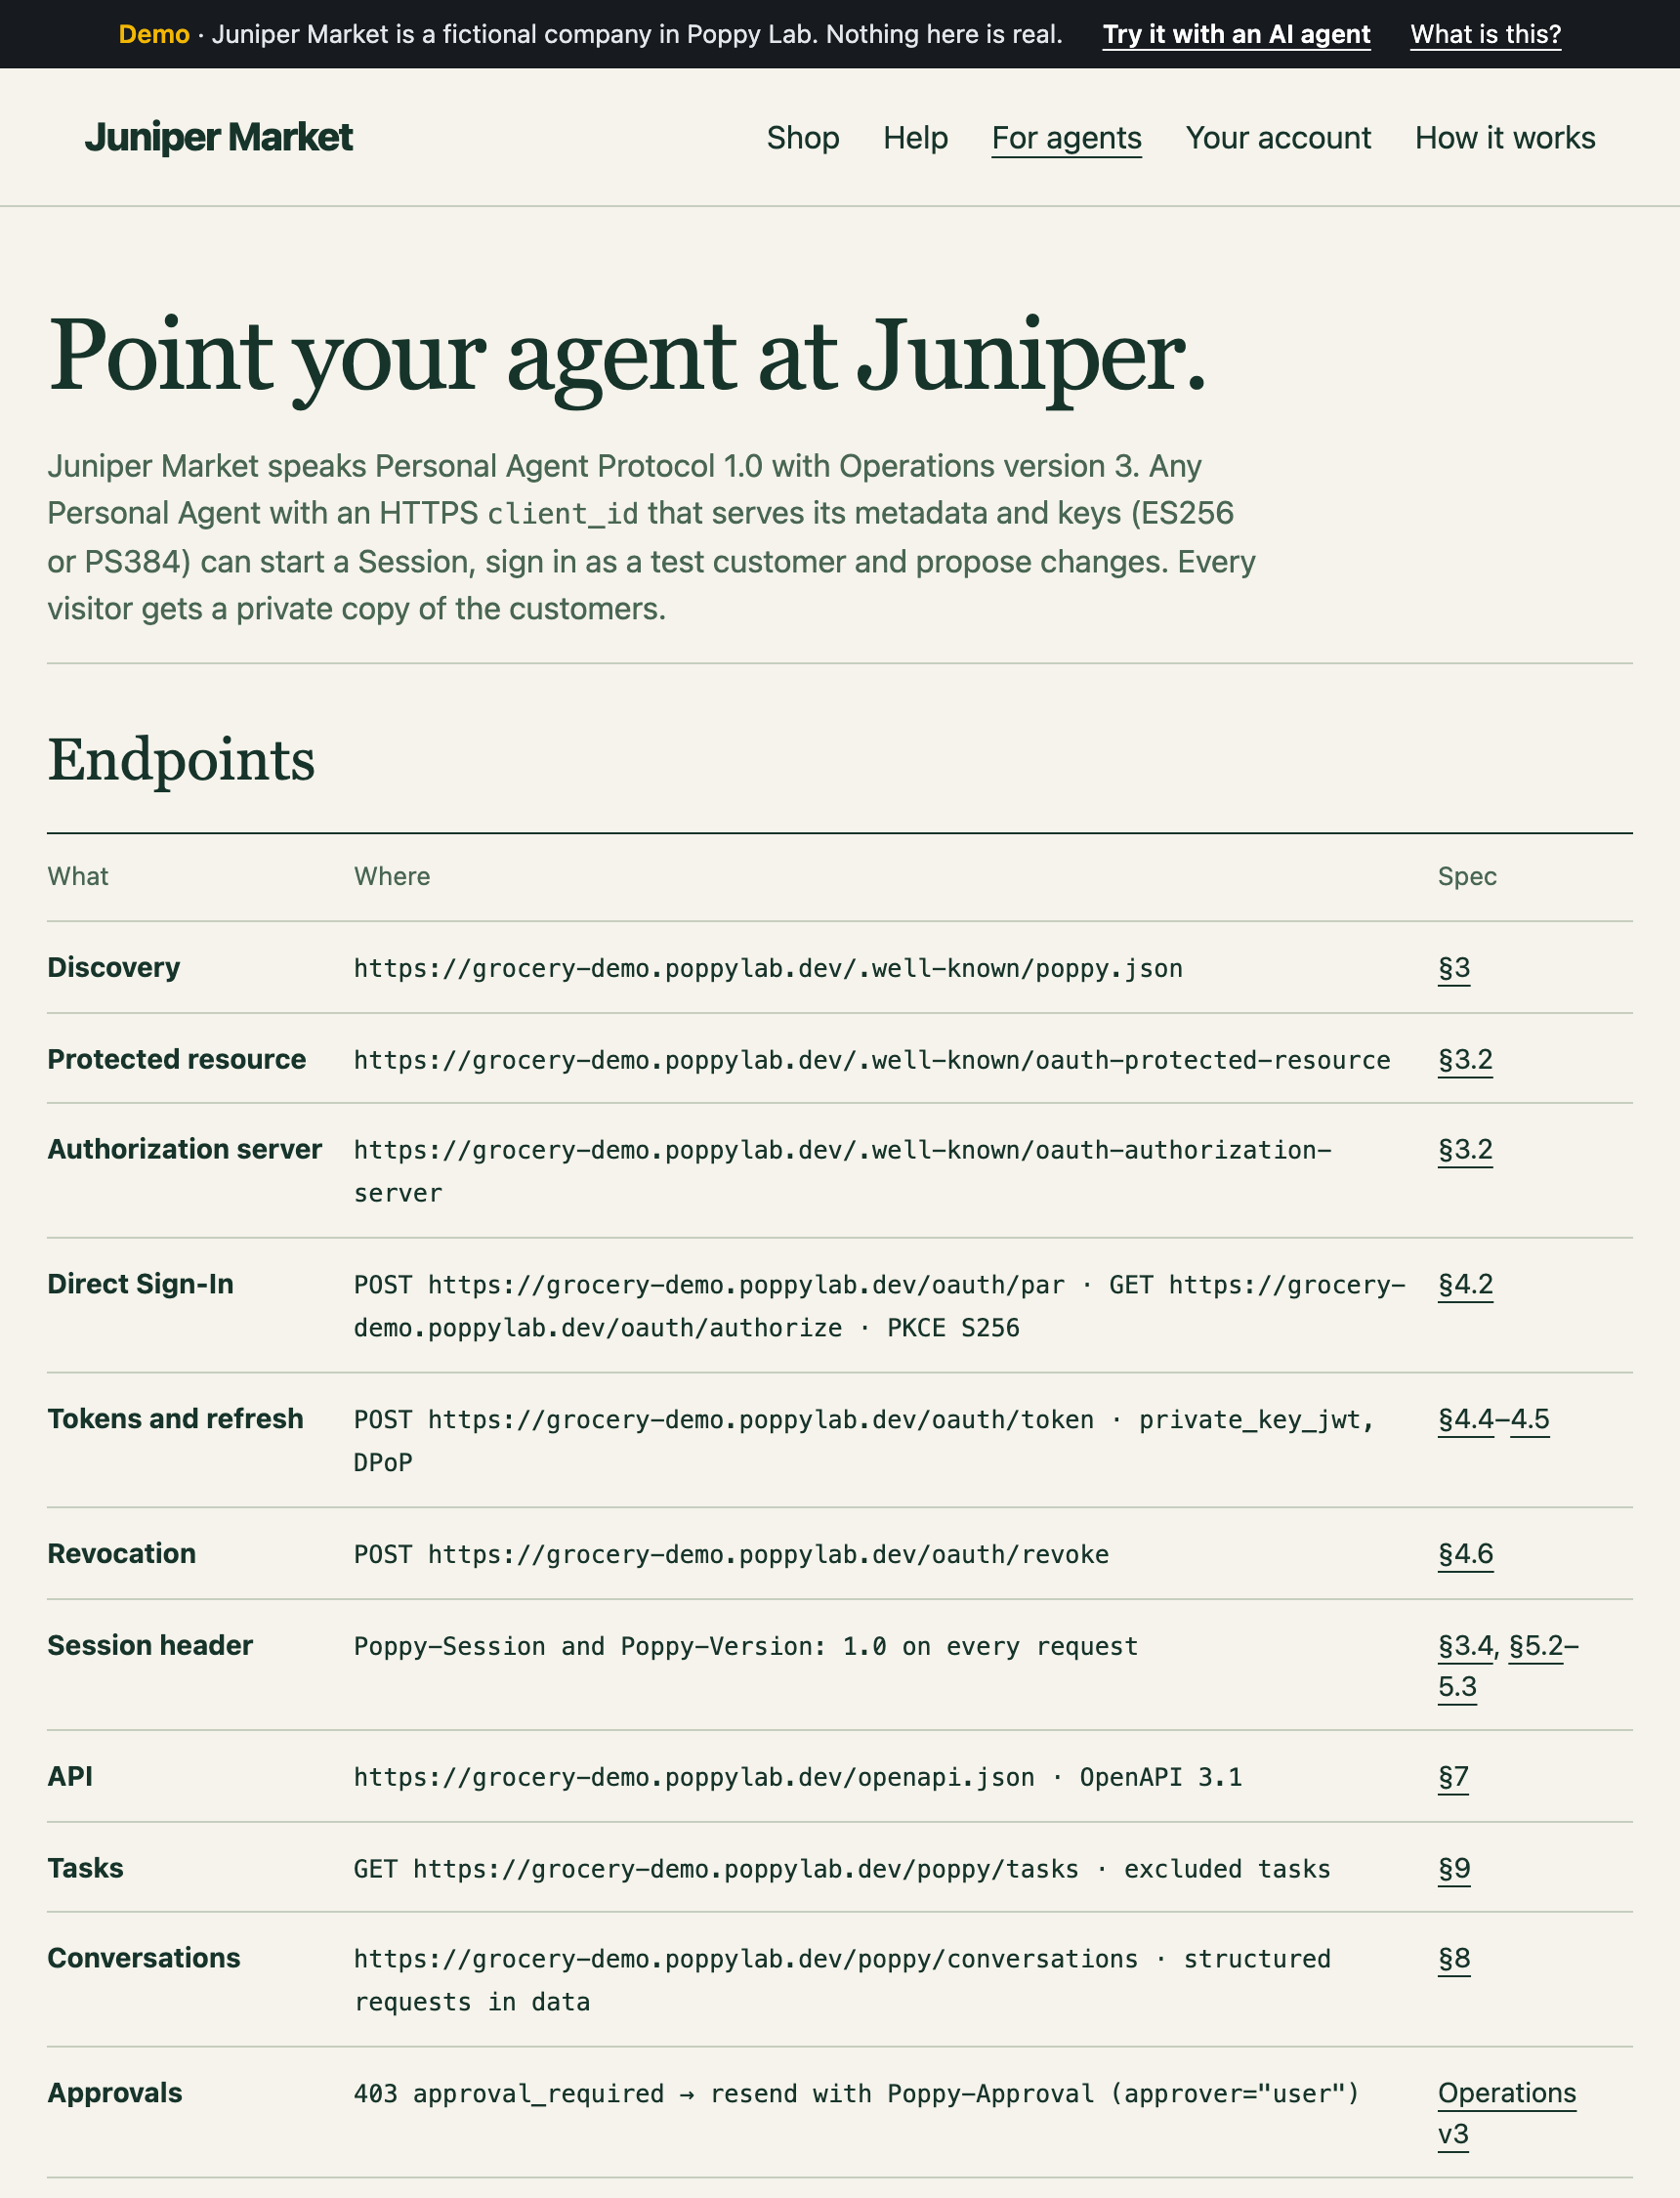 Demo · Juniper Market is a fictional company in Poppy Lab. Nothing here is real. Try it with an AI agent What is this?
Juniper Market Shop Help For agents Your account How it works
Point your agent at Juniper.
Juniper Market speaks Personal Agent Protocol 1.0 with Operations version 3. Any
Personal Agent with an HTTPS client_id that serves its metadata and keys (ES256
or PS384) can start a Session, sign in as a test customer and propose changes. Every
visitor gets a private copy of the customers.
Endpoints
What Where Spec
Discovery https://grocery-demo.poppylab.dev/.well-known/poppy.json §3
Protected resource https://grocery-demo.poppylab.dev/.well-known/oauth-protected-resource §3.2
Authorization server https://grocery-demo.poppylab.dev/.well-known/oauth-authorization- §3.2
server
Direct Sign-In POST https://grocery-demo.poppylab.dev/oauth/par · GET https://grocery- §4.2
demo.poppylab.dev/oauth/authorize · PKCE S256
Tokens and refresh POST https://grocery-demo.poppylab.dev/oauth/token · private_key_jwt, §4.4–4.5
DPoP
Revocation POST https://grocery-demo.poppylab.dev/oauth/revoke §4.6
Session header Poppy-Session and Poppy-Version: 1.0 on every request §3.4, §5.2–
5.3
API https://grocery-demo.poppylab.dev/openapi.json · OpenAPI 3.1 §7
Tasks GET https://grocery-demo.poppylab.dev/poppy/tasks · excluded tasks §9
Conversations https://grocery-demo.poppylab.dev/poppy/conversations · structured §8
requests in data
Approvals 403 approval_required → resend with Poppy-Approval (approver="user") Operations
v3